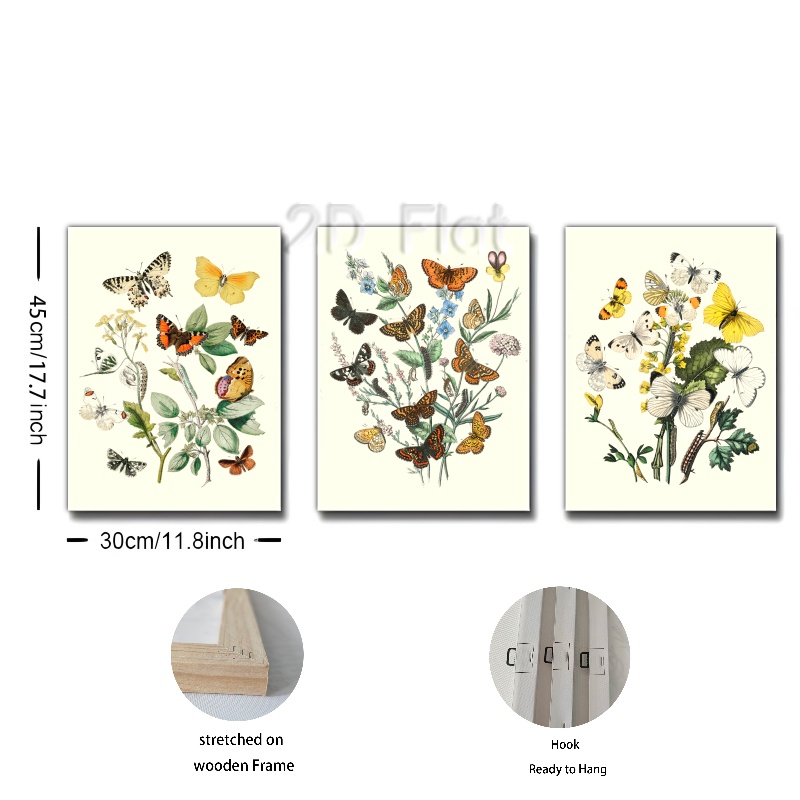 2D Flat
45cm/17.7inch
30cm/11.8inch
stretched on
wooden Frame
Hook
Ready to Hang